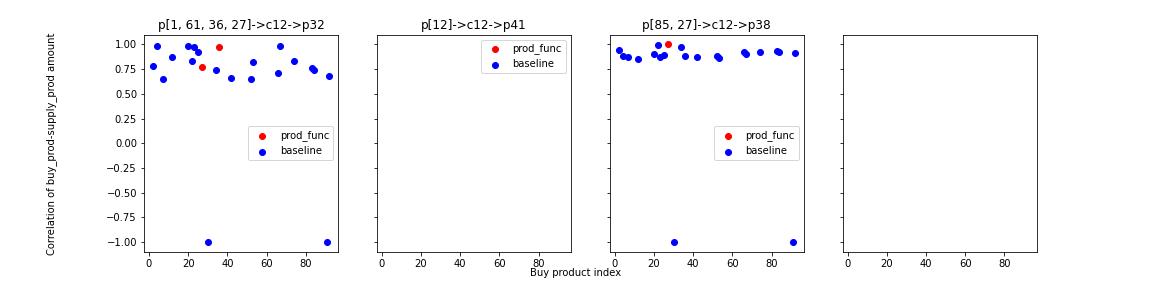 p[1, 61, 36, 27]->c12->p32
p[12]->c12->p41
p[85, 27]->c12->p38
Correlation of buy_prod-supply_prod amount
1.00
0.75
0.50
0.25
0.00
−0.25
−0.50
−0.75
−1.00
prod_func
baseline
prod_func
baseline
prod_func
baseline
0 20 40 60 80
0 20 40 60 80
0 20 40 60 80
0 20 40 60 80
Buy product index